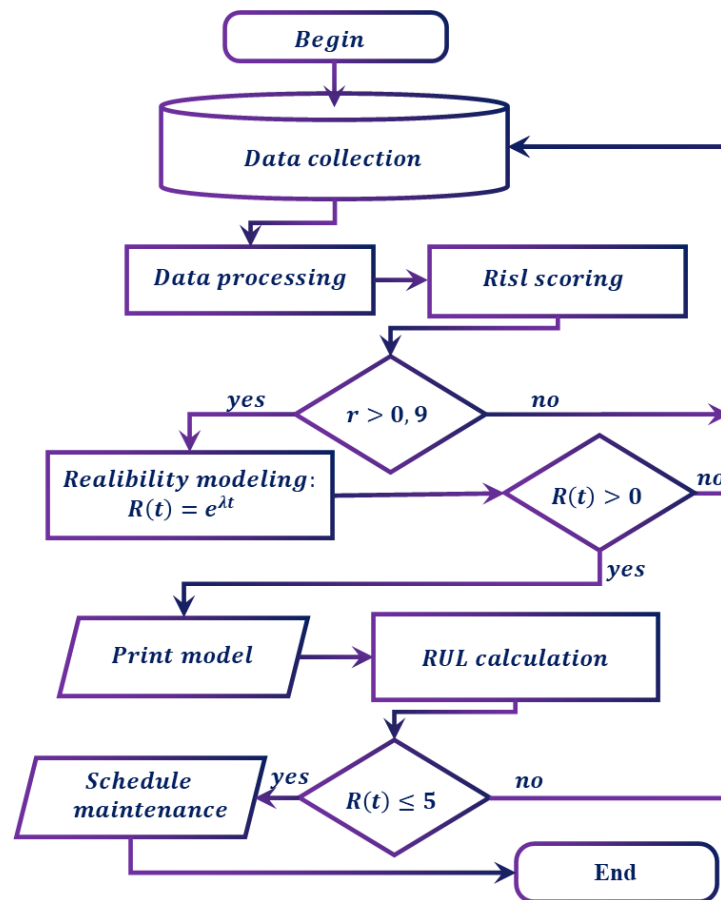 Begin
Data collection
Data processing
Risl scoring
yes
r > 0, 9
no
Realibility modeling:
R(t) = e^{λt}
R(t) > 0
no
yes
Print model
RUL calculation
Schedule
maintenance
yes
R(t) ≤ 5
no
End